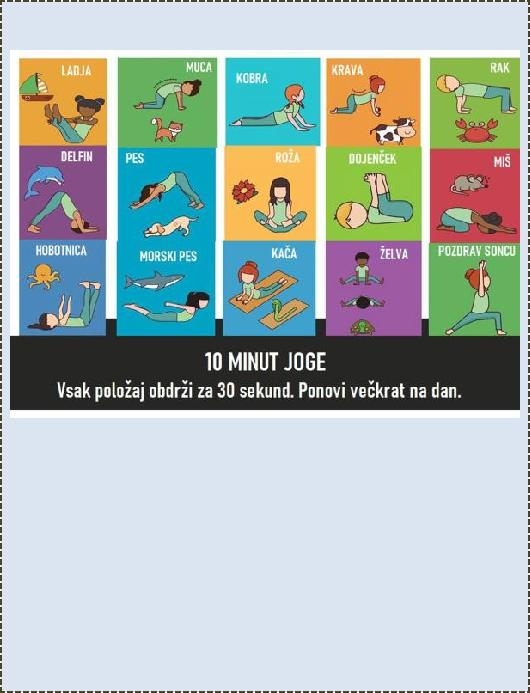 LADJA
MUCA
KOBRA
KRAVA
RAK
DELFIN
PES
ROŽA
DOJENČEK
MIŠ
HOBOTNICA
MORSKI PES
KAČA
ŽELVA
POZDRAV SONCU
10 MINUT JOGE
Vsak položaj obdrži za 30 sekund. Ponovi večkrat na dan.